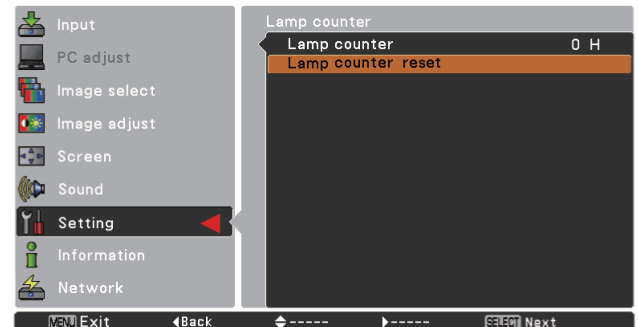 Input
PC adjust
Image select
Image adjust
Screen
Sound
Setting
Information
Network
Lamp counter
Lamp counter 0 H
Lamp counter reset
MENU Exit ◀Back ◆----- ▶----- SELECT Next